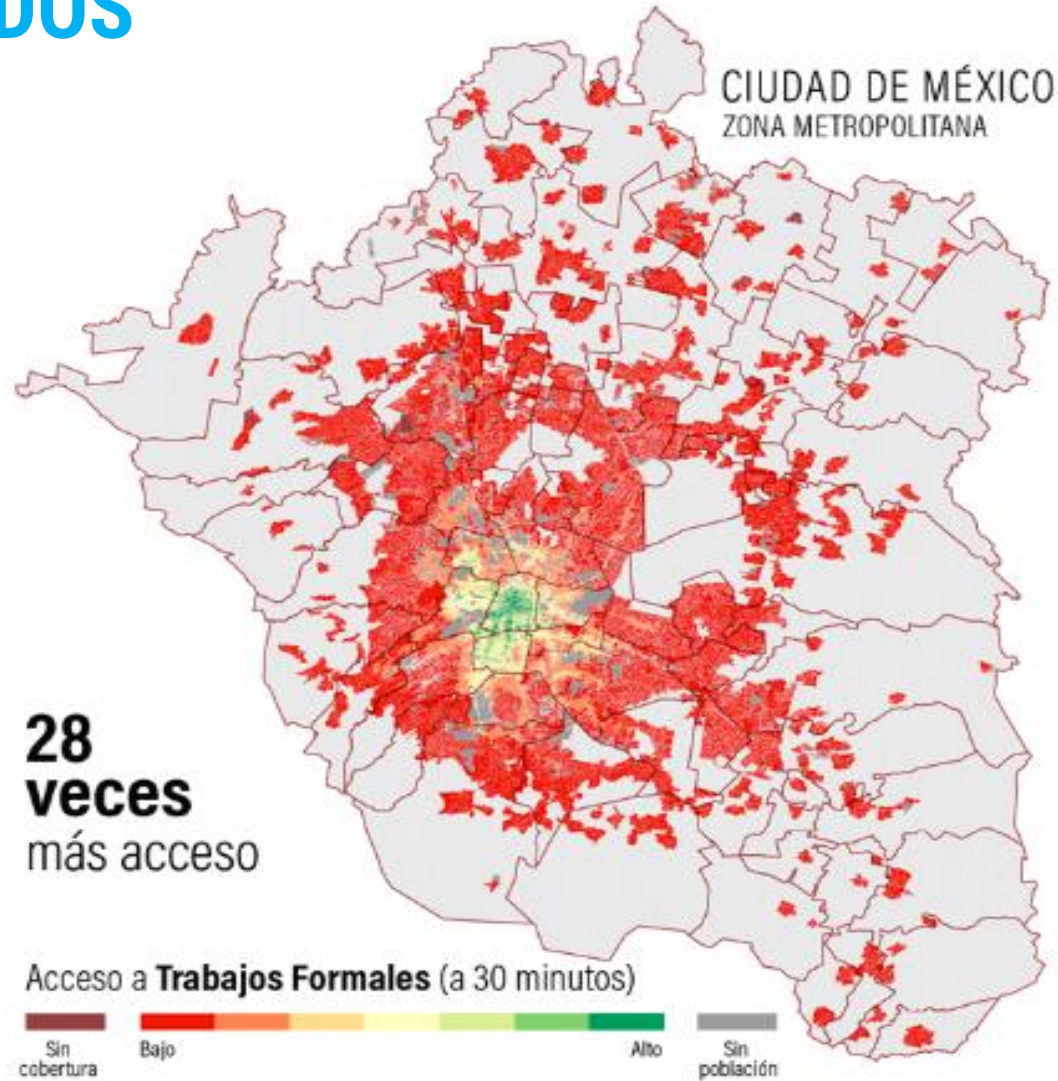 CIUDAD DE MÉXICO
ZONA METROPOLITANA
28
veces
más acceso
Acceso a Trabajos Formales (a 30 minutos)
Sin
cobertura
Bajo
Alto
Sin
población